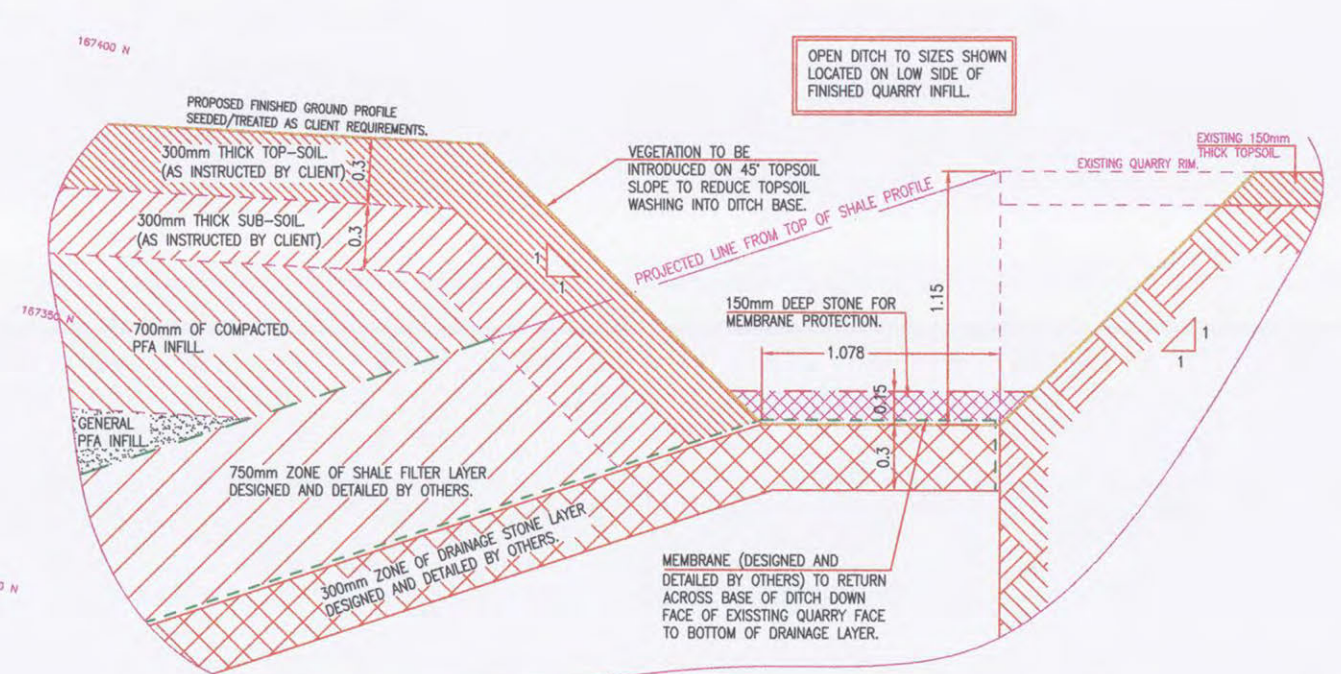 167400 N
OPEN DITCH TO SIZES SHOWN
LOCATED ON LOW SIDE OF
FINISHED QUARRY INFILL.
PROPOSED FINISHED GROUND PROFILE
SEEDED/TREATED AS CLIENT REQUIREMENTS.
300mm THICK TOP-SOIL.
(AS INSTRUCTED BY CLIENT)
0.3
VEGETATION TO BE
INTRODUCED ON 45° TOPSOIL
SLOPE TO REDUCE TOPSOIL
WASHING INTO DITCH BASE.
EXISTING QUARRY RIM.
EXISTING 150mm
THICK TOPSOIL.
300mm THICK SUB-SOIL.
(AS INSTRUCTED BY CLIENT)
0.3
1
1
PROJECTED LINE FROM TOP OF SHALE PROFILE
167350 N
700mm OF COMPACTED
PFA INFILL.
150mm DEEP STONE FOR
MEMBRANE PROTECTION.
1.15
1.078
1
1
0.15
GENERAL
PFA INFILL.
0.3
750mm ZONE OF SHALE FILTER LAYER
DESIGNED AND DETAILED BY OTHERS.
300mm ZONE OF DRAINAGE STONE LAYER
DESIGNED AND DETAILED BY OTHERS.
MEMBRANE (DESIGNED AND
DETAILED BY OTHERS) TO RETURN
ACROSS BASE OF DITCH DOWN
FACE OF EXISSTING QUARRY FACE
TO BOTTOM OF DRAINAGE LAYER.
0 N